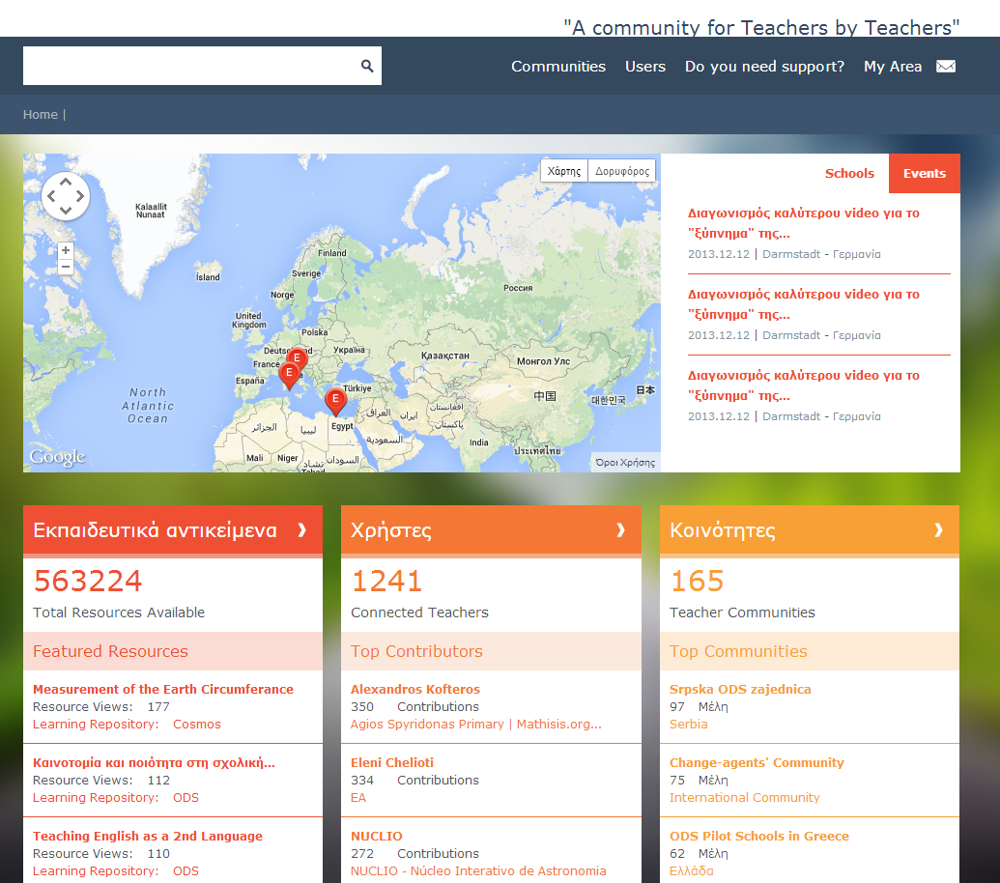 "A community for Teachers by Teachers"
Communities Users Do you need support? My Area
Home |
Χάρτης Δορυφόρος
Kalaallit
Nunaat
Ísland
Finland
Sverige
Norge
Россия
United
Kingdom
Polska
Deutschland
Україна
France
Қазақстан
Монгол Улс
España
Türkiye
中国
대한민국
日本
North
Atlantic
Ocean
الجزائر
ليبيا
Egypt
العراق
ایران
افغانستان
پاکستان
السعودية
India
ประเทศไทย
Mali
Niger
تشاد
السودان
E
E
E
Google
Όροι Χρήσης
Schools Events
Διαγωνισμός καλύτερου video για το
"ξύπνημα" της...
2013.12.12 | Darmstadt - Γερμανία
Διαγωνισμός καλύτερου video για το
"ξύπνημα" της...
2013.12.12 | Darmstadt - Γερμανία
Διαγωνισμός καλύτερου video για το
"ξύπνημα" της...
2013.12.12 | Darmstadt - Γερμανία
Εκπαιδευτικά αντικείμενα
563224
Total Resources Available
Featured Resources
Measurement of the Earth Circumferance
Resource Views: 177
Learning Repository: Cosmos
Καινοτομία και ποιότητα στη σχολική...
Resource Views: 112
Learning Repository: ODS
Teaching English as a 2nd Language
Resource Views: 110
Learning Repository: ODS
Χρήστες
1241
Connected Teachers
Top Contributors
Alexandros Kofteros
350 Contributions
Agios Spyridonas Primary | Mathisis.org...
Eleni Chelioti
334 Contributions
EA
NUCLIO
272 Contributions
NUCLIO - Núcleo Interativo de Astronomia
Κοινότητες
165
Teacher Communities
Top Communities
Srpska ODS zajednica
97 Μέλη
Serbia
Change-agents' Community
75 Μέλη
International Community
ODS Pilot Schools in Greece
62 Μέλη
Ελλάδα